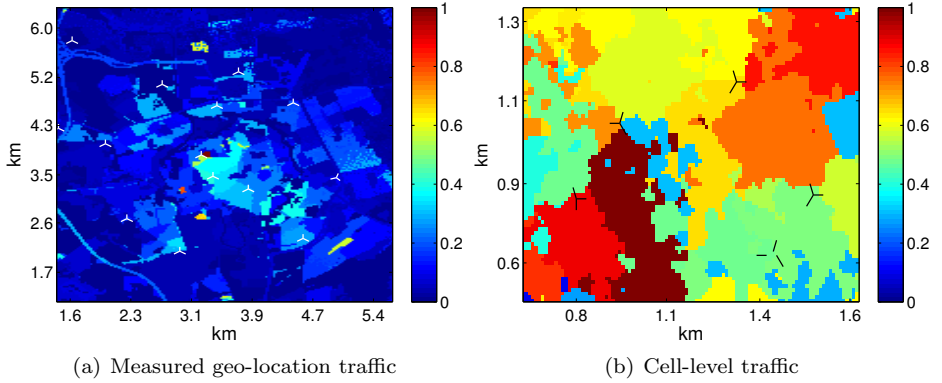 6.0
5.2
4.3
3.5
2.6
1.7
km
1.6 2.3 3.1 3.9 4.7 5.4
km
1
0.8
0.6
0.4
0.2
0
(a) Measured geo-location traffic
1.3
1.1
0.9
0.6
km
0.8 1.1 1.4 1.6
km
1
0.8
0.6
0.4
0.2
0
(b) Cell-level traffic